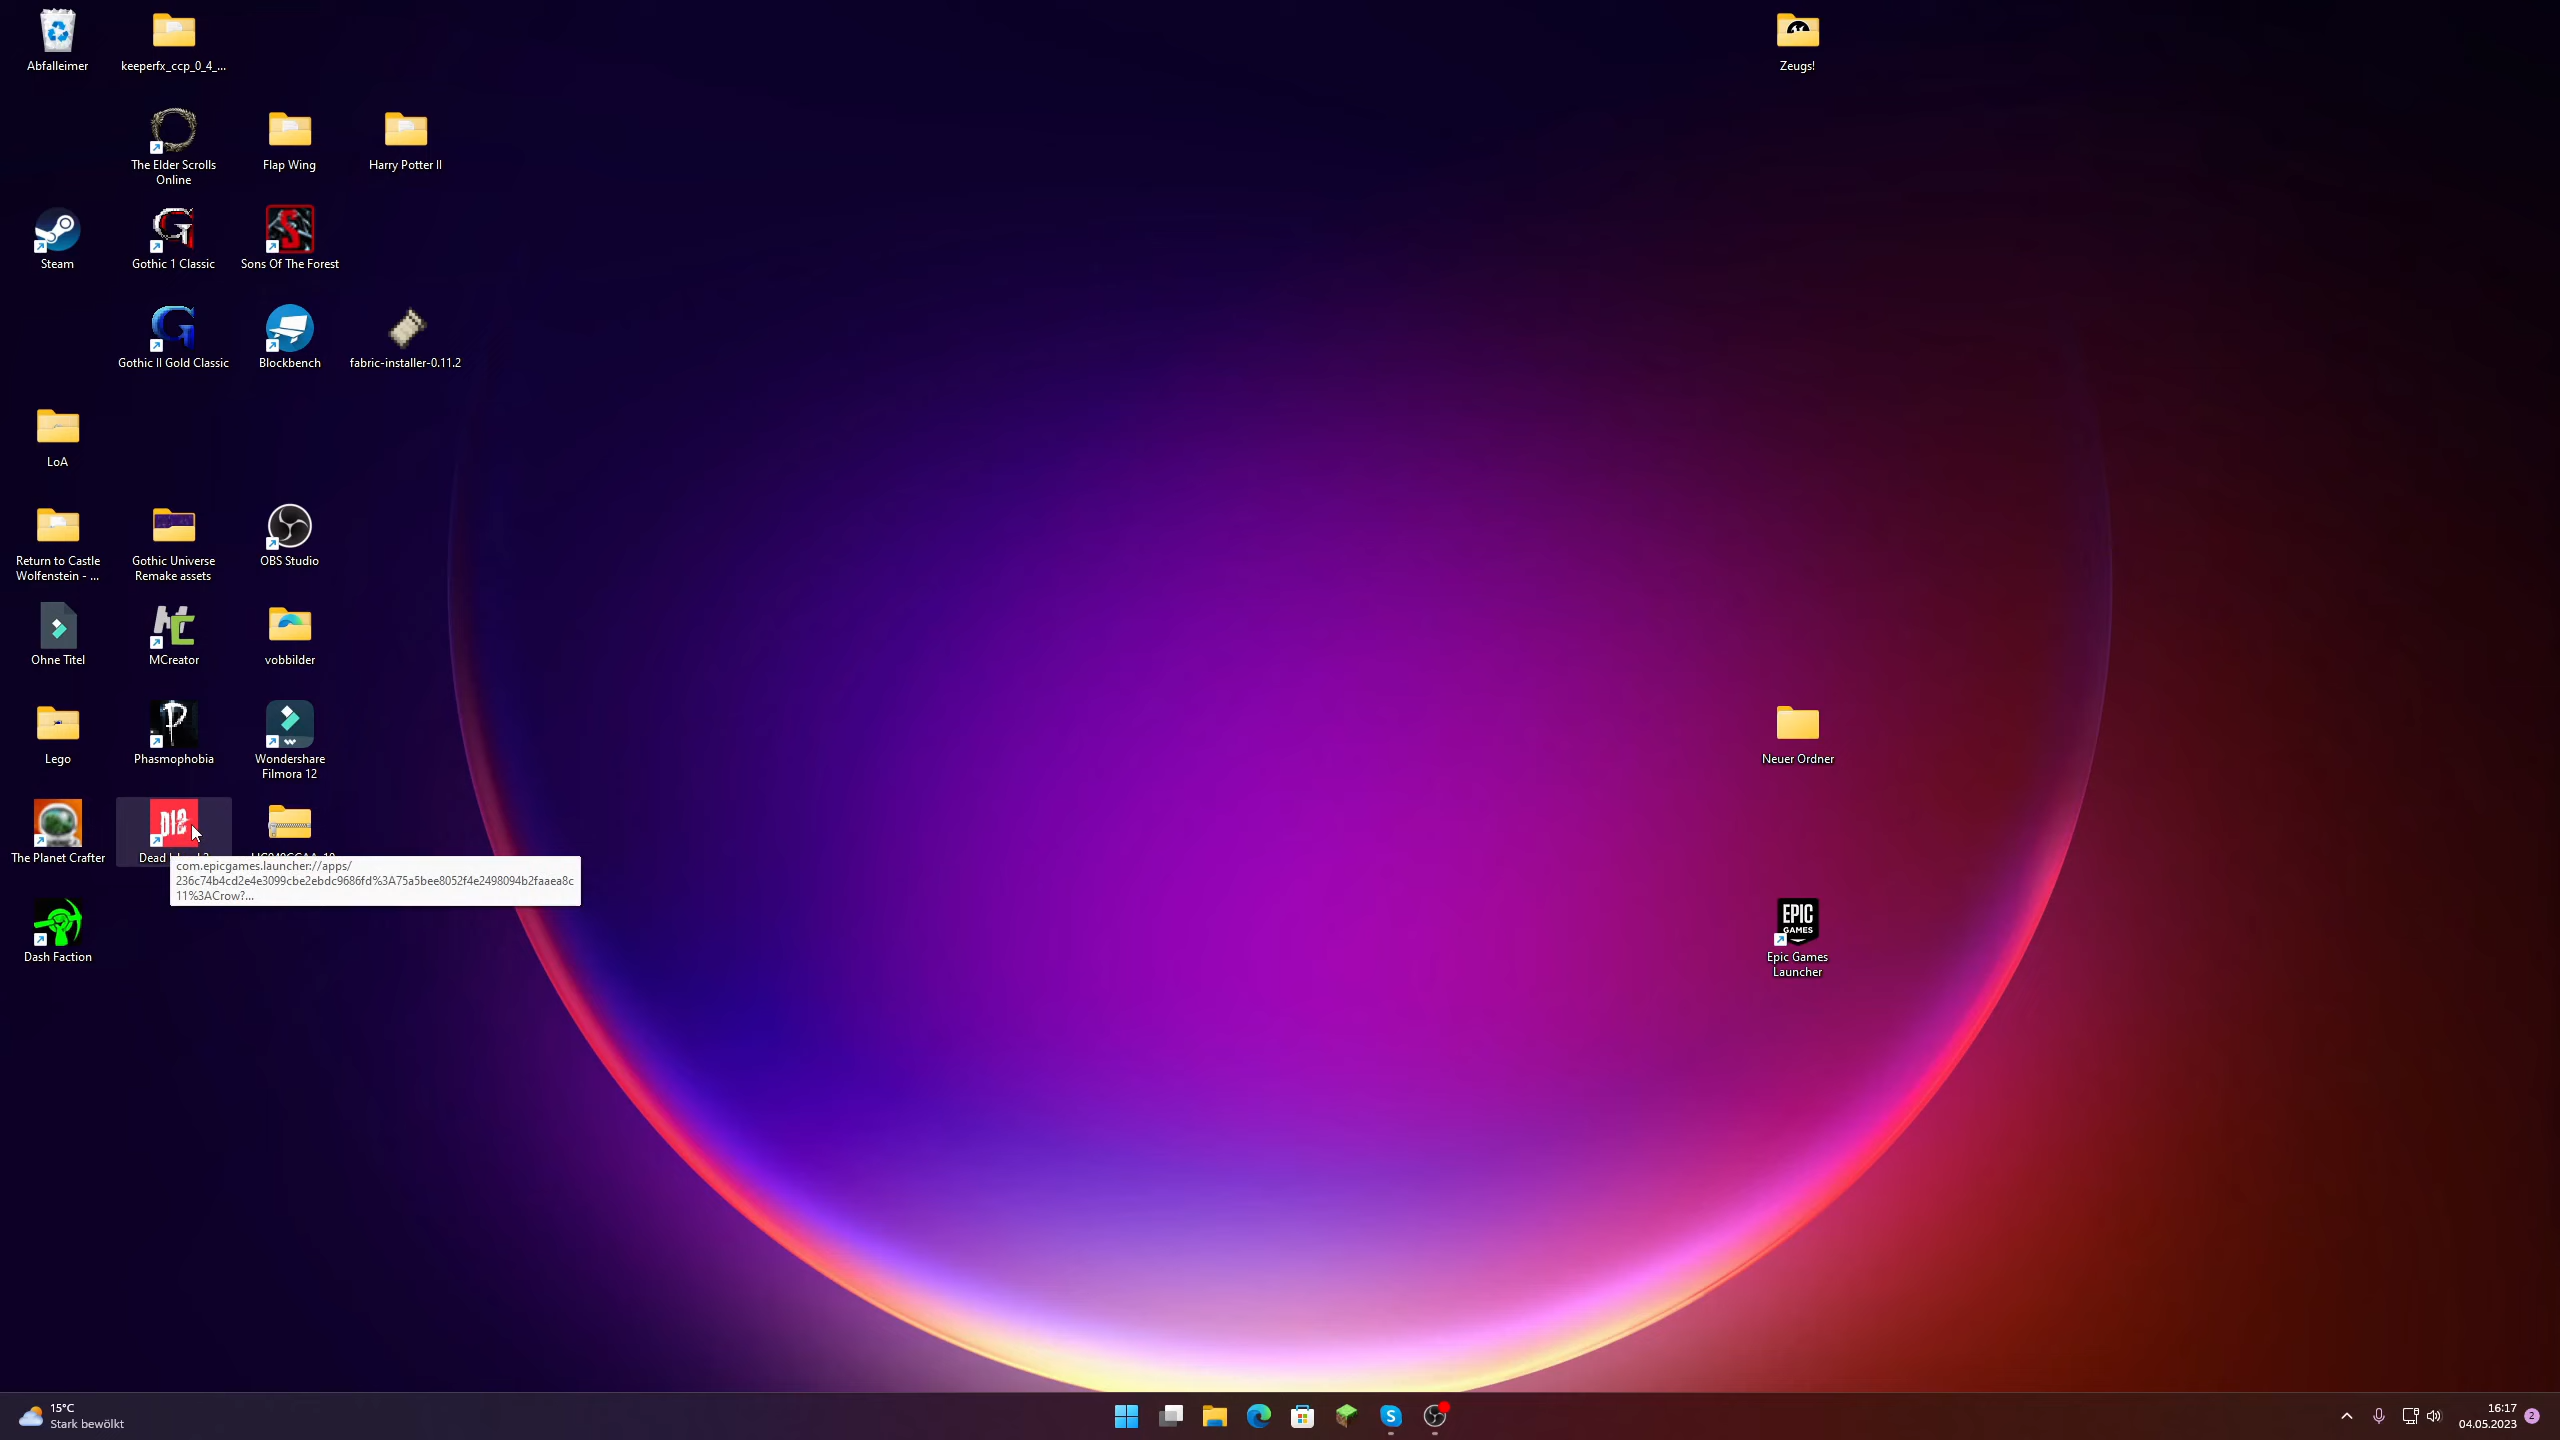 Abfalleimer
keeperfx_ccp_0_4_...
Zeugs!
The Elder Scrolls
Online
Flap Wing
Harry Potter II
Steam
Gothic 1 Classic
Sons Of The Forest
Gothic II Gold Classic
Blockbench
fabric-installer-0.11.2
LoA
Return to Castle
Wolfenstein - ...
Gothic Universe
Remake assets
OBS Studio
Ohne Titel
MCreator
vobbilder
Lego
Phasmophobia
Wondershare
Filmora 12
Neuer Ordner
DI2
The Planet Crafter
Dead
com.epicgames.launcher://apps/
236c74b4cd2e4e3099cbe2ebdc9686fd%3A75a5bee8052f4e2498094b2faaea8c
11%3ACrow?...
Dash Faction
EPIC
GAMES
Epic Games
Launcher
15°C
Stark bewölkt
16:17
04.05.2023
2